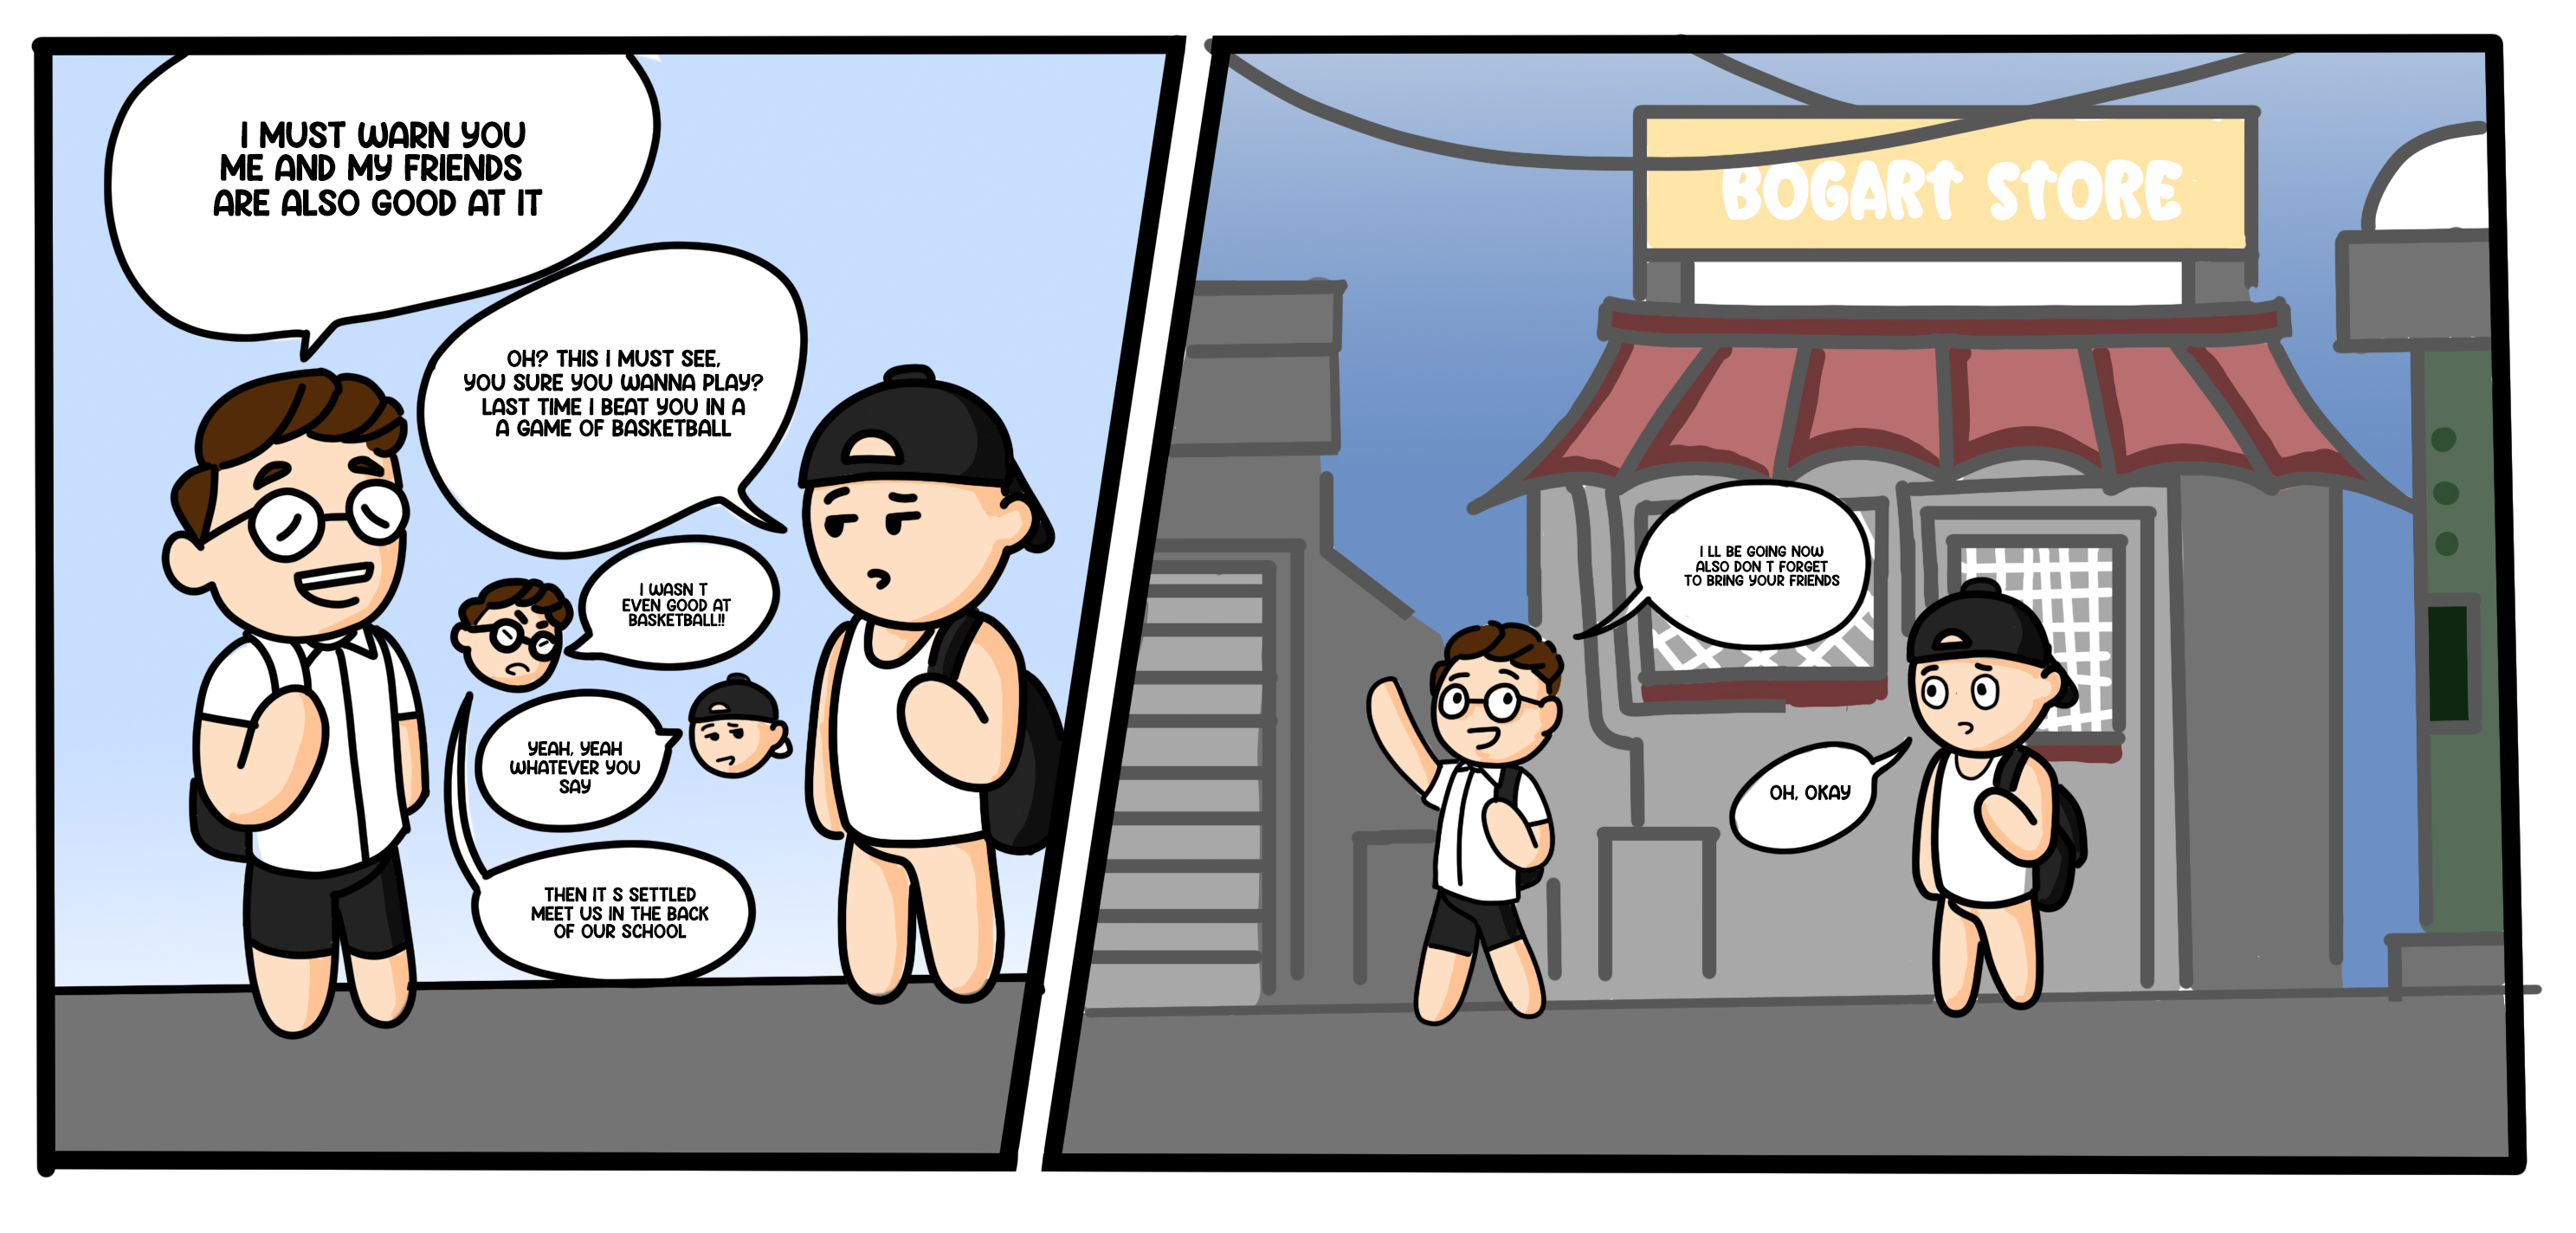 I MUST WARN YOU
ME AND MY FRIENDS
ARE ALSO GOOD AT IT
OH? THIS I MUST SEE,
YOU SURE YOU WANNA PLAY?
LAST TIME I BEAT YOU IN A
A GAME OF BASKETBALL
I WASN T
EVEN GOOD AT
BASKETBALL!!
YEAH, YEAH
WHATEVER YOU
SAY
THEN IT S SETTLED
MEET US IN THE BACK
OF OUR SCHOOL
BOGART STORE
I LL BE GOING NOW
ALSO DON T FORGET
TO BRING YOUR FRIENDS
OH, OKAY